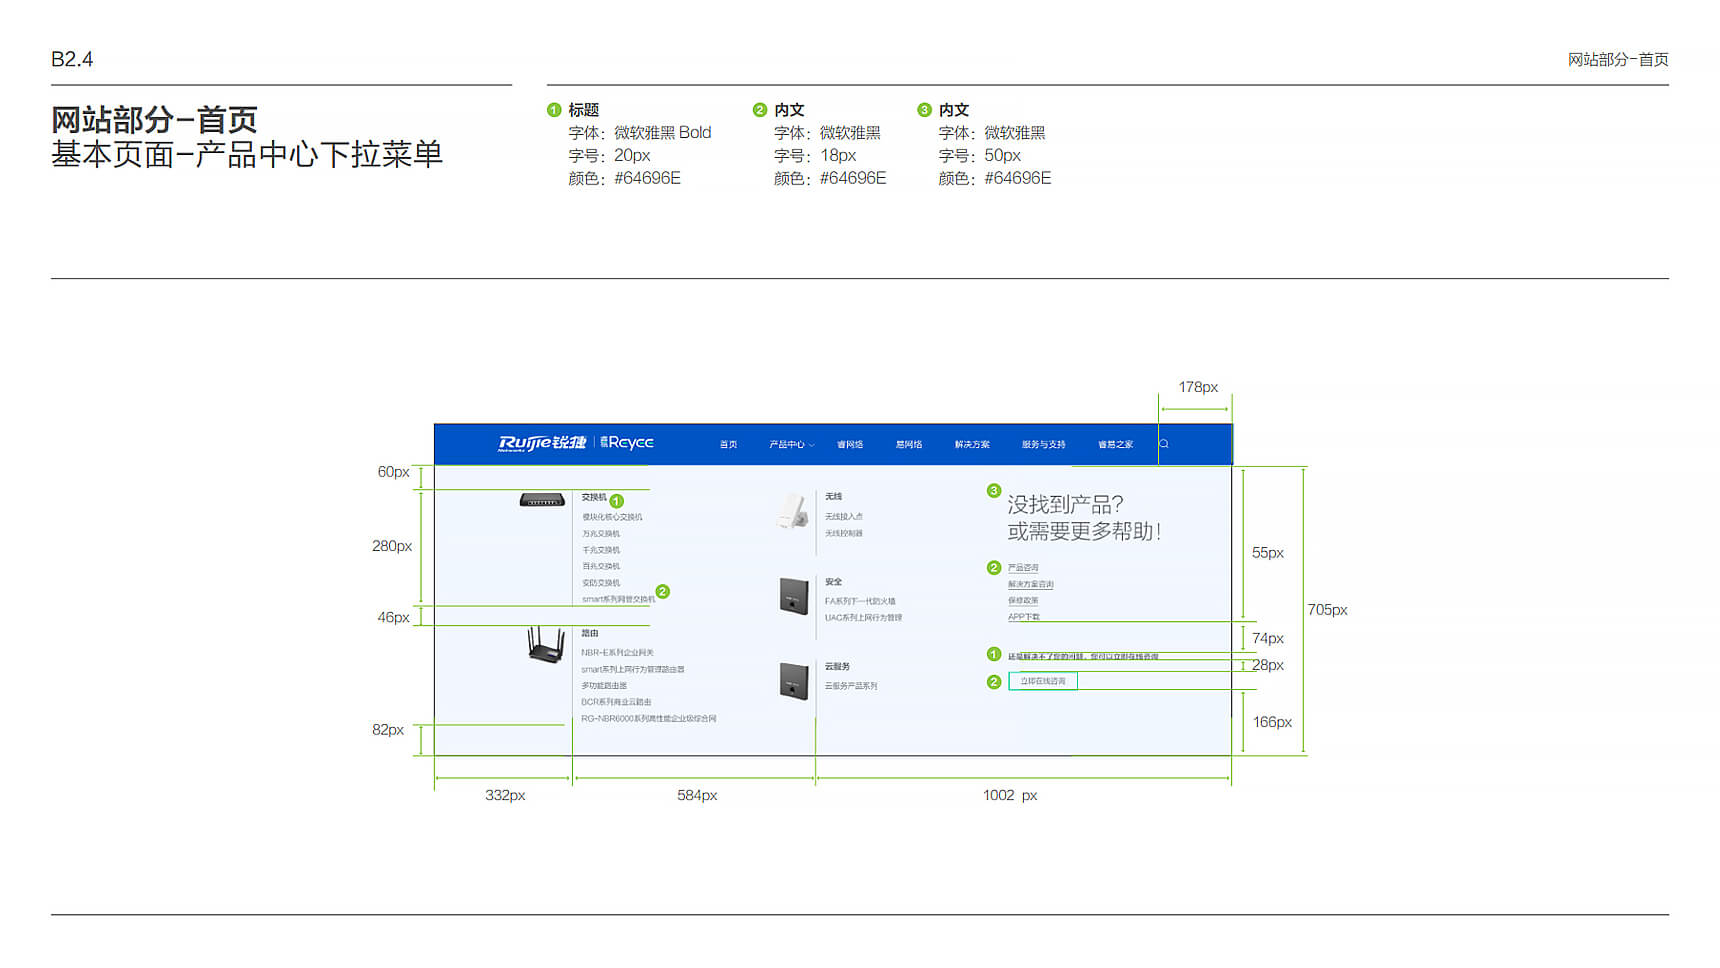 B2.4
网站部分-首页
网站部分-首页
基本页面-产品中心下拉菜单
1 标题
字体：微软雅黑 Bold
字号：20px
颜色：#64696E
2 内文
字体：微软雅黑
字号：18px
颜色：#64696E
3 内文
字体：微软雅黑
字号：50px
颜色：#64696E
178px
Ruijie锐捷 Networks 睿易Reyee
首页 产品中心 睿网络 易网络 解决方案 服务与支持 睿易之家
60px
280px
46px
82px
交换机 1
模块化核心交换机
万兆交换机
千兆交换机
百兆交换机
安防交换机
smart系列网管交换机 2
路由
NBR-E系列企业网关
smart系列上网行为管理路由器
多功能路由器
BCR系列商业云路由
RG-NBR6000系列高性能企业级综合网
无线
无线接入点
无线控制器
安全
FA系列下一代防火墙
UAC系列上网行为管理
云服务
云服务产品系列
3 没找到产品？
或需要更多帮助！
2 产品咨询
解决方案咨询
保修政策
APP下载
1 还是解决不了您的问题，您可以立即在线咨询
2 立即在线咨询
55px
705px
74px
28px
166px
332px
584px
1002 px